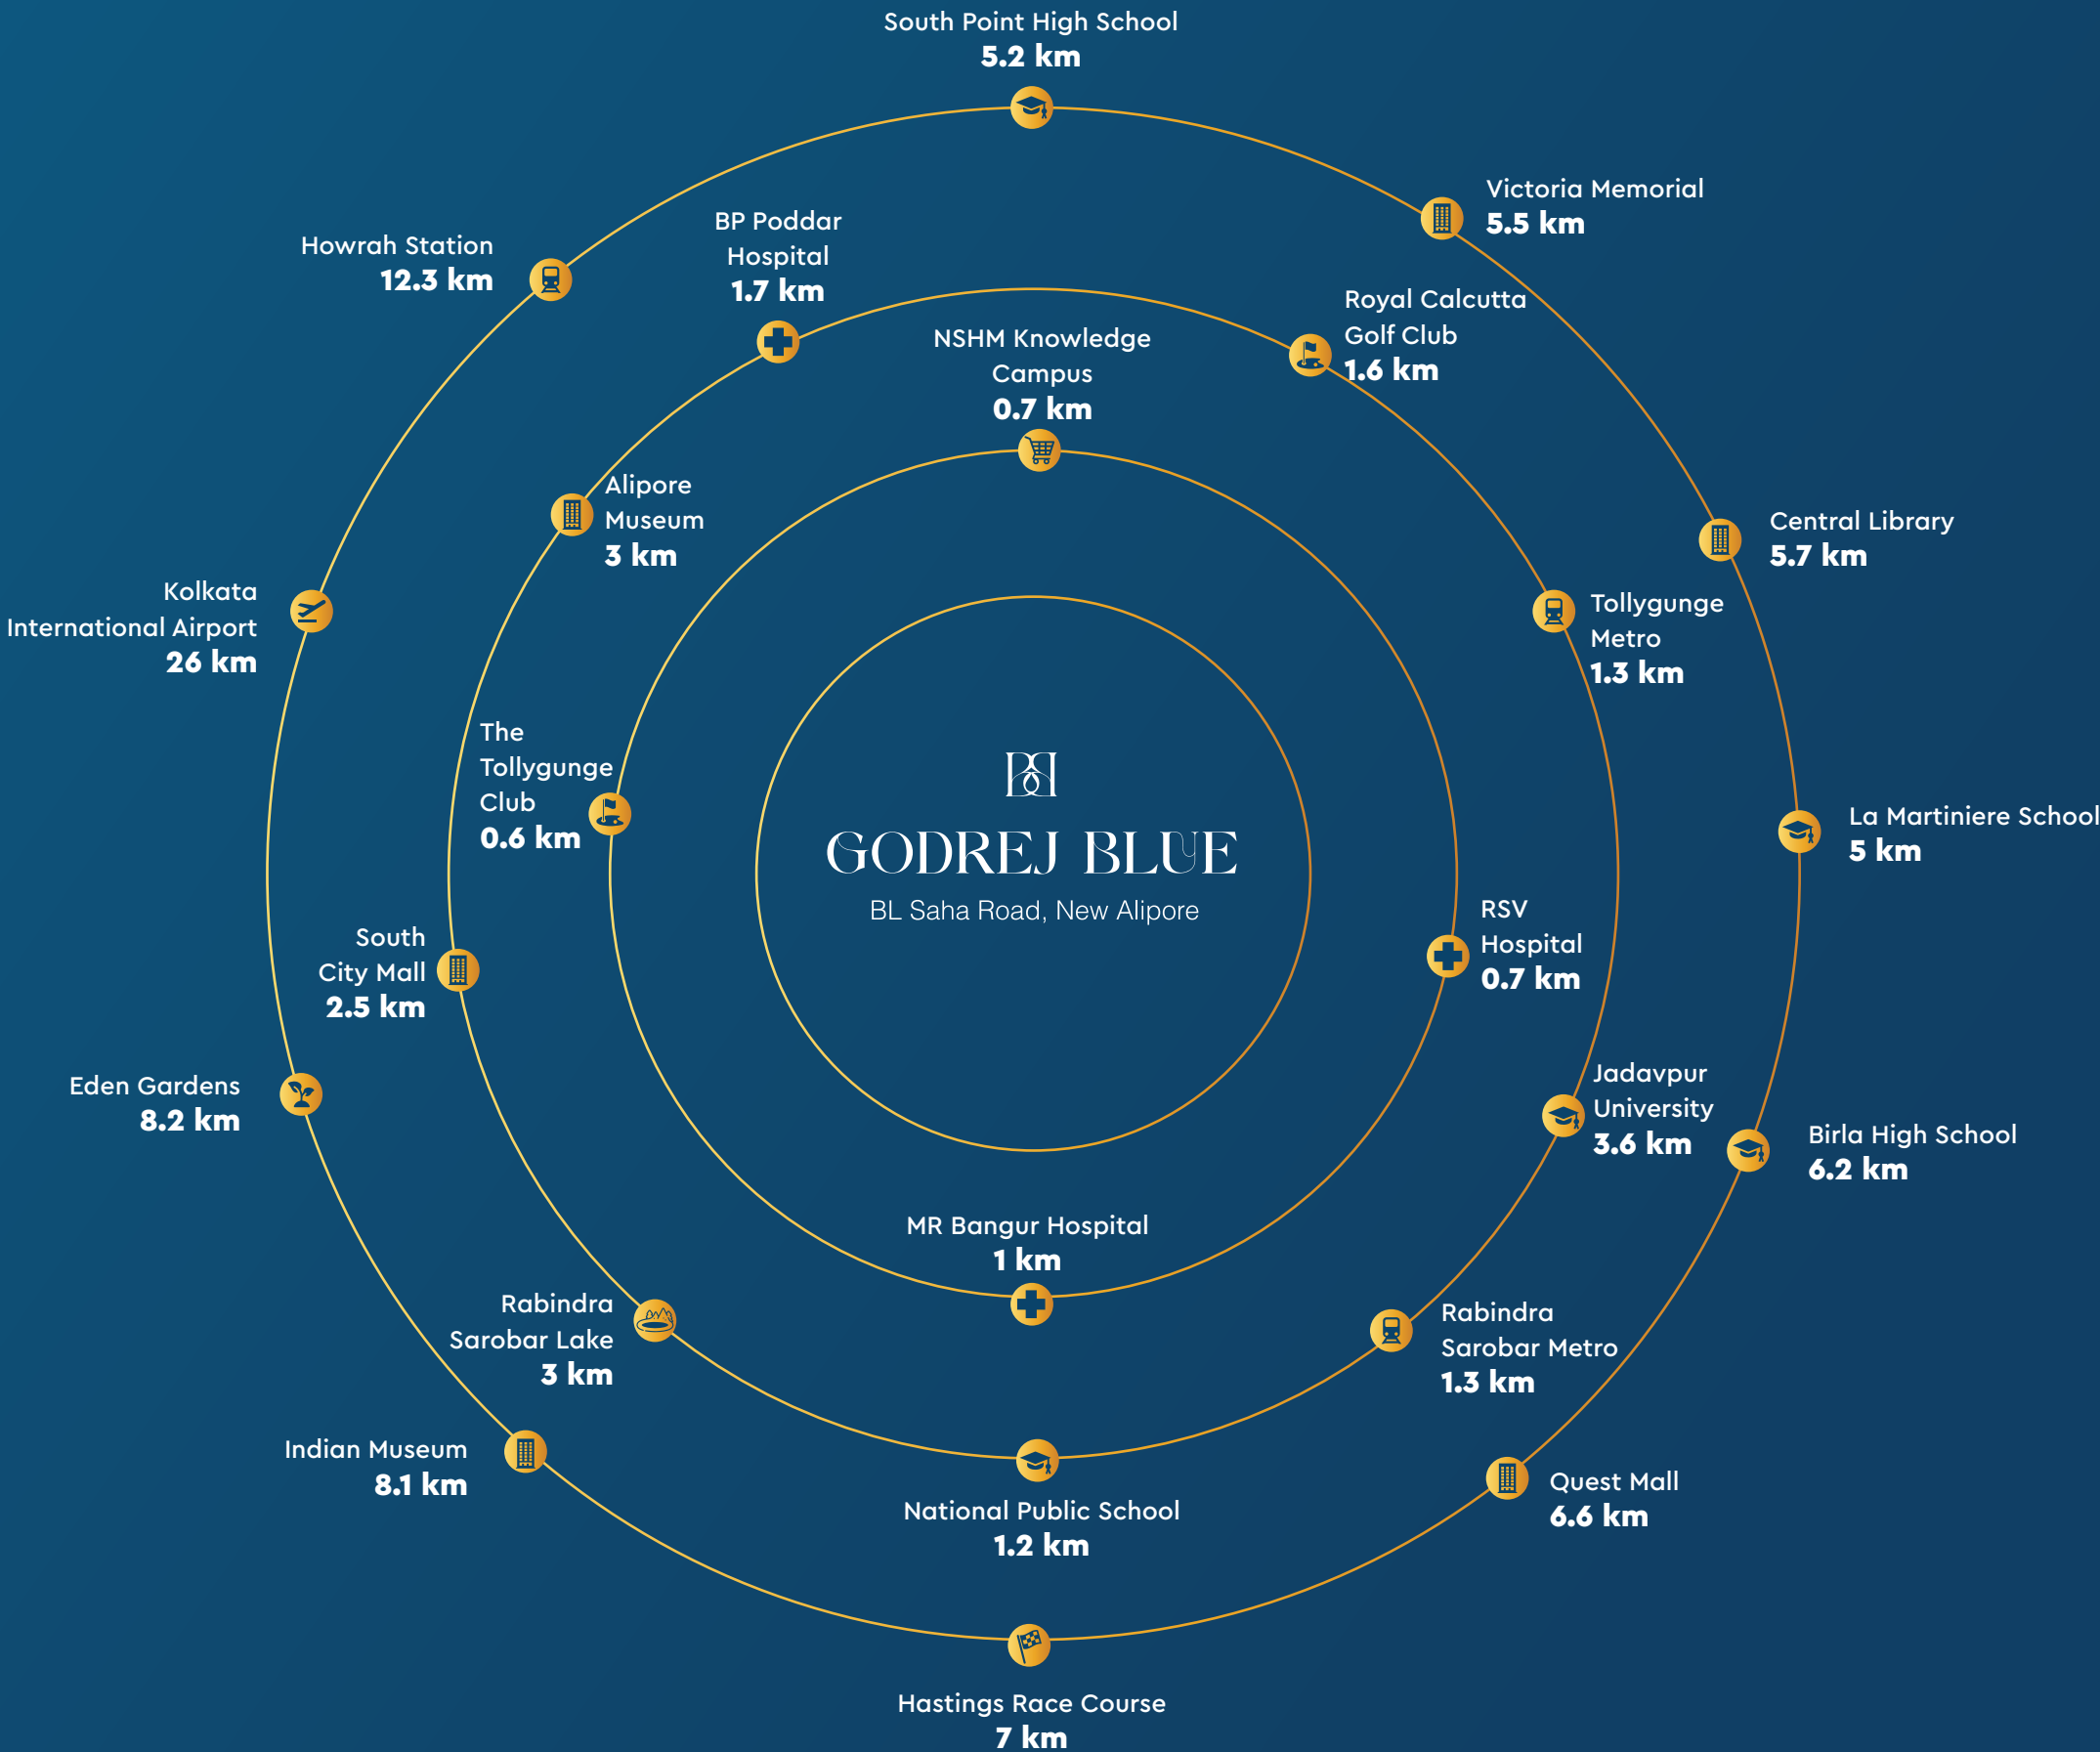 South Point High School
5.2 km
Victoria Memorial
5.5 km
Howrah Station
12.3 km
BP Poddar
Hospital
1.7 km
Royal Calcutta
Golf Club
1.6 km
NSHM Knowledge
Campus
0.7 km
Alipore
Museum
3 km
Central Library
5.7 km
Kolkata
International Airport
26 km
Tollygunge
Metro
1.3 km
The
Tollygunge
Club
0.6 km
GODREJ BLUE
BL Saha Road, New Alipore
La Martiniere School
5 km
RSV
Hospital
0.7 km
South
City Mall
2.5 km
Eden Gardens
8.2 km
Jadavpur
University
3.6 km
Birla High School
6.2 km
MR Bangur Hospital
1 km
Rabindra
Sarobar Lake
3 km
Rabindra
Sarobar Metro
1.3 km
Indian Museum
8.1 km
National Public School
1.2 km
Quest Mall
6.6 km
Hastings Race Course
7 km